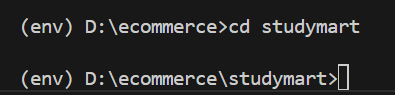 (env) D:\ecommerce>cd studymart
(env) D:\ecommerce\studymart>